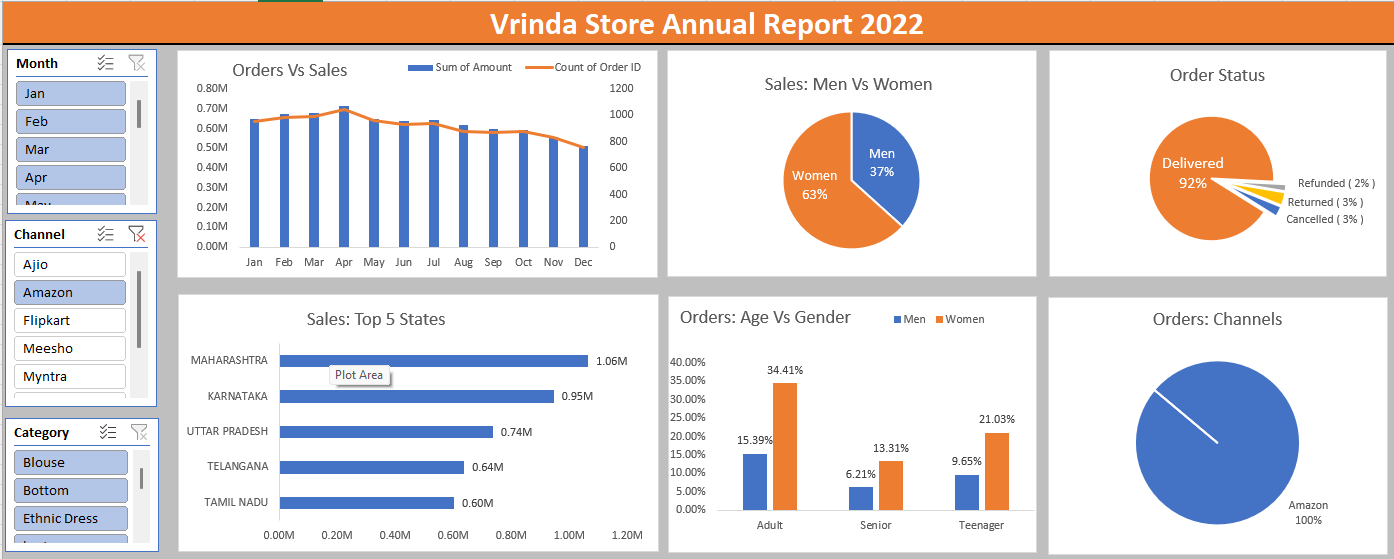 Vrinda Store Annual Report 2022
Month
Jan
Feb
Mar
Apr
May
Channel
Ajio
Amazon
Flipkart
Meesho
Myntra
Category
Blouse
Bottom
Ethnic Dress
Orders Vs Sales
Sum of Amount
Count of Order ID
0.80M
0.70M
0.60M
0.50M
0.40M
0.30M
0.20M
0.10M
0.00M
1200
1000
800
600
400
200
0
Jan Feb Mar Apr May Jun Jul Aug Sep Oct Nov Dec
Sales: Men Vs Women
Men
37%
Women
63%
Order Status
Delivered
92%
Refunded ( 2% )
Returned ( 3% )
Cancelled ( 3% )
Sales: Top 5 States
MAHARASHTRA 1.06M
Plot Area
KARNATAKA 0.95M
UTTAR PRADESH 0.74M
TELANGANA 0.64M
TAMIL NADU 0.60M
0.00M 0.20M 0.40M 0.60M 0.80M 1.00M 1.20M
Orders: Age Vs Gender
Men Women
40.00%
35.00%
30.00%
25.00%
20.00%
15.00%
10.00%
5.00%
0.00%
15.39% 34.41%
6.21% 13.31%
9.65% 21.03%
Adult Senior Teenager
Orders: Channels
Amazon
100%